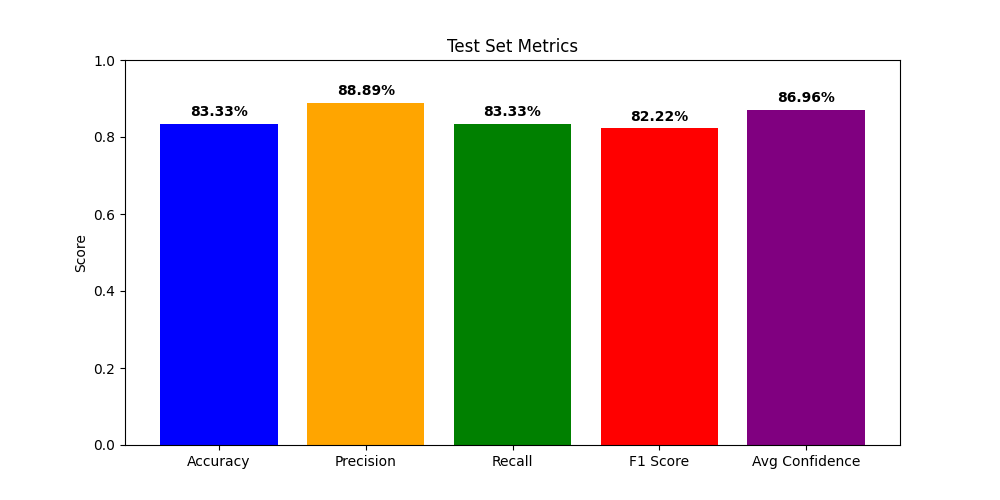 Test Set Metrics
1.0
0.8
0.6
0.4
0.2
0.0
Score
83.33%
88.89%
83.33%
82.22%
86.96%
Accuracy
Precision
Recall
F1 Score
Avg Confidence